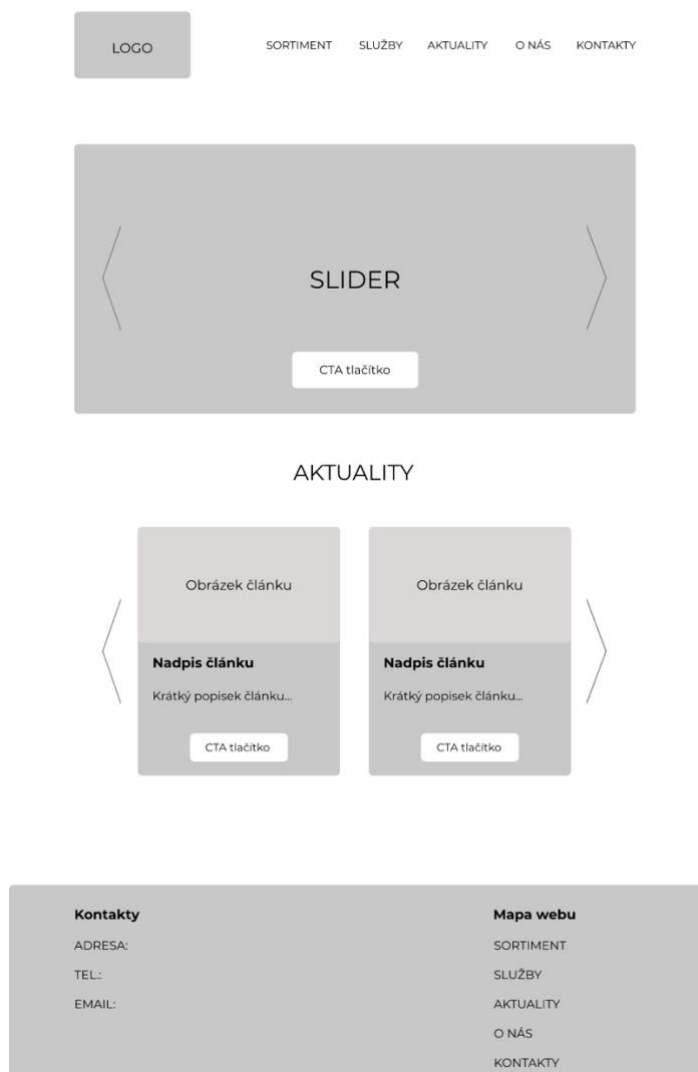 LOGO
SORTIMENT SLUŽBY AKTUALITY O NÁS KONTAKTY
SLIDER
CTA tlačítko
AKTUALITY
Obrázek článku
Nadpis článku
Krátký popisek článku...
CTA tlačítko
Obrázek článku
Nadpis článku
Krátký popisek článku...
CTA tlačítko
Kontakty
ADRESA:
TEL.:
EMAIL:
Mapa webu
SORTIMENT
SLUŽBY
AKTUALITY
O NÁS
KONTAKTY